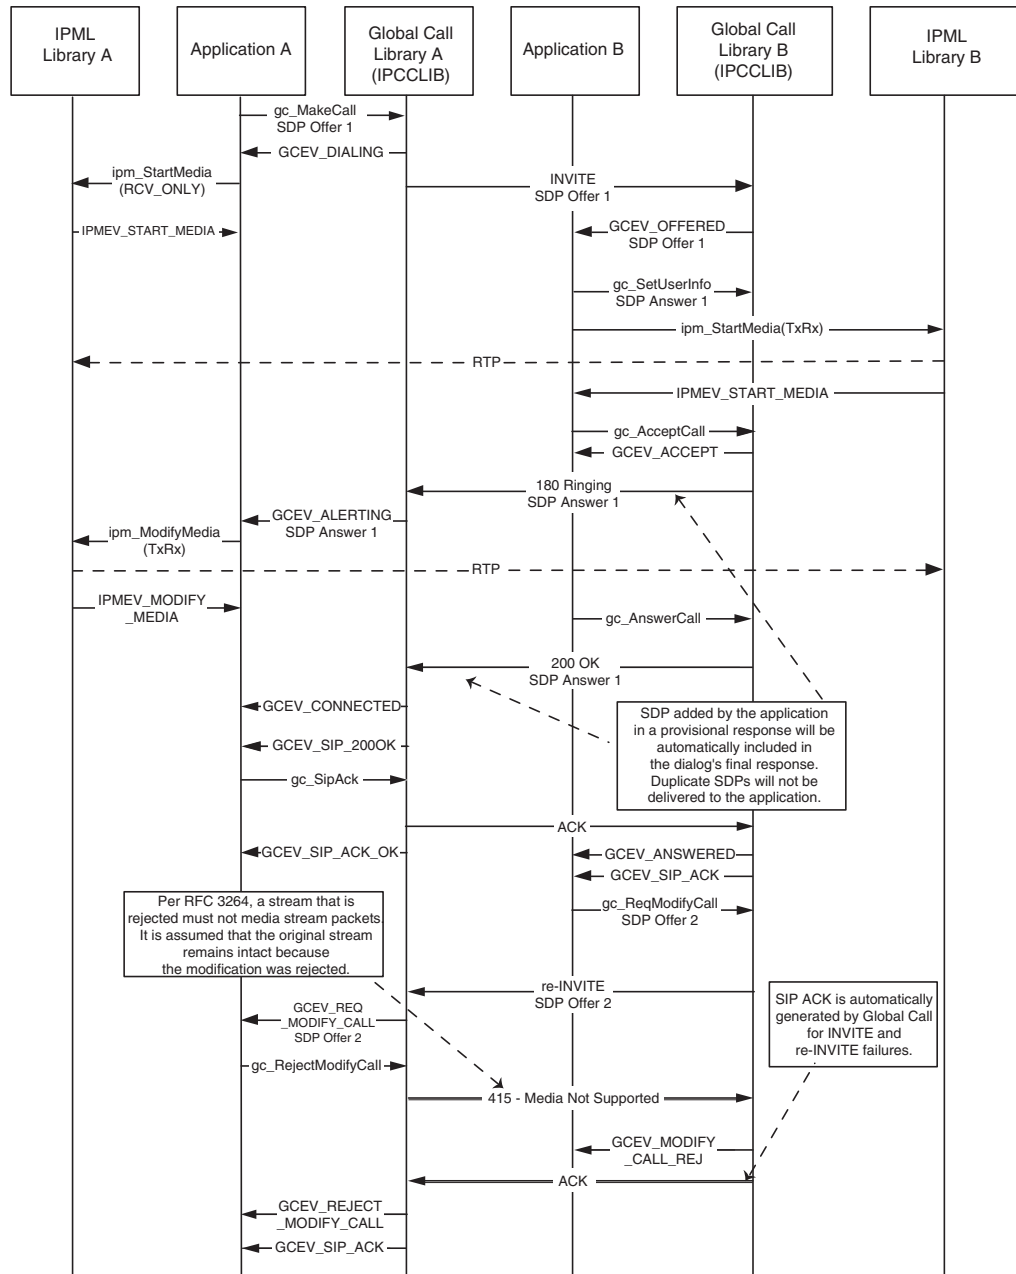 IPML
Library A
Application A
Global Call
Library A
(IPCCLIB)
Application B
Global Call
Library B
(IPCCLIB)
IPML
Library B
gc_MakeCall
SDP Offer 1
GCEV_DIALING
ipm_StartMedia
(RCV_ONLY)
INVITE
SDP Offer 1
IPMEV_START_MEDIA
GCEV_OFFERED
SDP Offer 1
gc_SetUserInfo
SDP Answer 1
ipm_StartMedia(TxRx)
RTP
IPMEV_START_MEDIA
gc_AcceptCall
GCEV_ACCEPT
180 Ringing
SDP Answer 1
GCEV_ALERTING
SDP Answer 1
ipm_ModifyMedia
(TxRx)
RTP
IPMEV_MODIFY
_MEDIA
gc_AnswerCall
200 OK
SDP Answer 1
GCEV_CONNECTED
SDP added by the application
in a provisional response will be
automatically included in
the dialog's final response.
Duplicate SDPs will not be
delivered to the application.
GCEV_SIP_200OK
gc_SipAck
ACK
GCEV_SIP_ACK_OK
GCEV_ANSWERED
GCEV_SIP_ACK
Per RFC 3264, a stream that is
rejected must not media stream packets.
It is assumed that the original stream
remains intact because
the modification was rejected.
gc_ReqModifyCall
SDP Offer 2
re-INVITE
SDP Offer 2
SIP ACK is automatically
generated by Global Call
for INVITE and
re-INVITE failures.
GCEV_REQ
_MODIFY_CALL
SDP Offer 2
gc_RejectModifyCall
415 - Media Not Supported
GCEV_MODIFY
_CALL_REJ
ACK
GCEV_REJECT
_MODIFY_CALL
GCEV_SIP_ACK